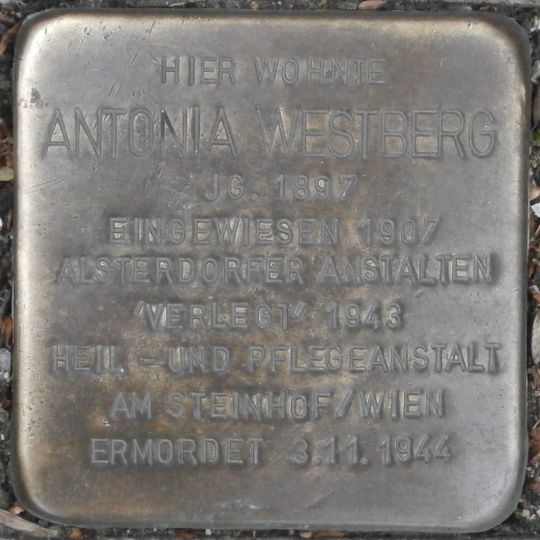 HIER WOHNTE
ANTONIA WESTBERG
JG. 1897
EINGEWIESEN 1907
ALSTERDORFER ANSTALTEN
'VERLEGT' 1943
HEIL - UND PFLEGEANSTALT
AM STEINHOF/WIEN
ERMORDET 3.11.1944